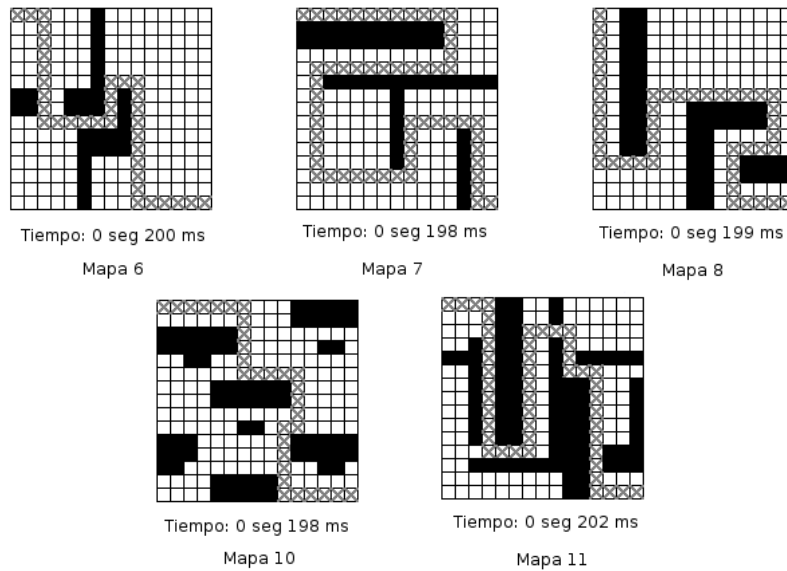 Tiempo: 0 seg 200 ms
Mapa 6
Tiempo: 0 seg 198 ms
Mapa 7
Tiempo: 0 seg 199 ms
Mapa 8
Tiempo: 0 seg 198 ms
Mapa 10
Tiempo: 0 seg 202 ms
Mapa 11